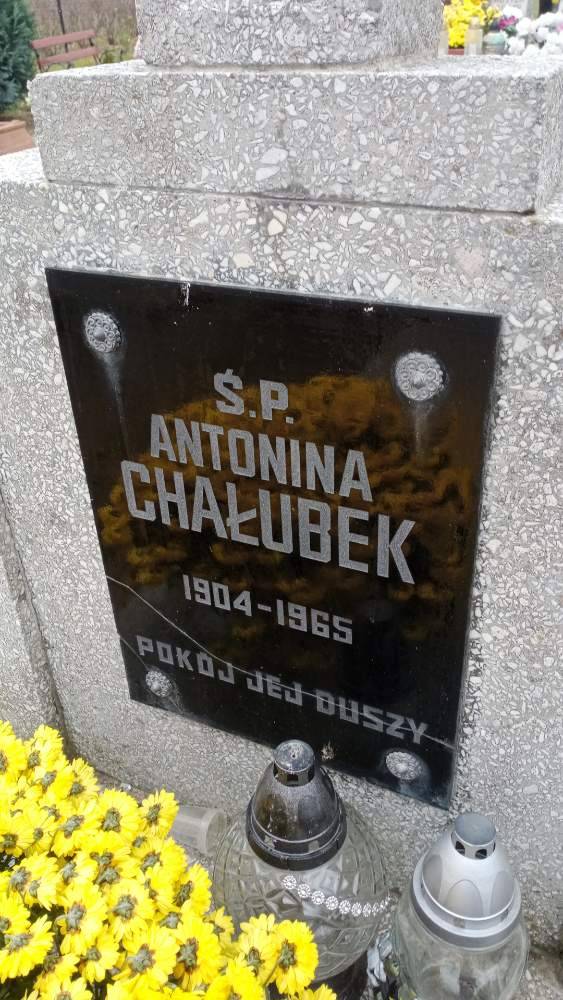 Ś.P.
ANTONINA
CHAŁUBEK
1904-1965
POKÓJ JEJ DUSZY